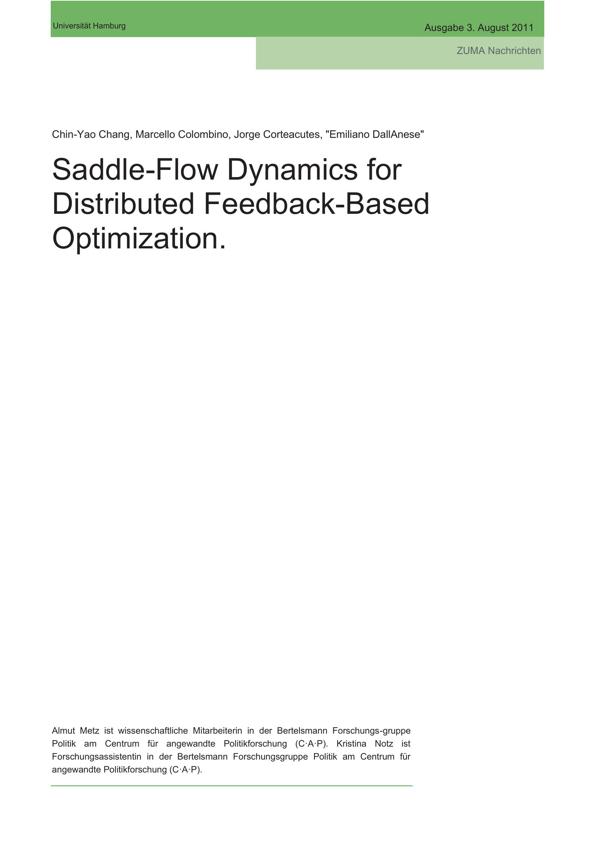 Universität Hamburg
Ausgabe 3. August 2011
ZUMA Nachrichten
Chin-Yao Chang, Marcello Colombino, Jorge Corteacutes, "Emiliano DallAnese"
Saddle-Flow Dynamics for
Distributed Feedback-Based
Optimization.
Almut Metz ist wissenschaftliche Mitarbeiterin in der Bertelsmann Forschungs-gruppe
Politik am Centrum für angewandte Politikforschung (C·A·P). Kristina Notz ist
Forschungsassistentin in der Bertelsmann Forschungsgruppe Politik am Centrum für
angewandte Politikforschung (C·A·P).